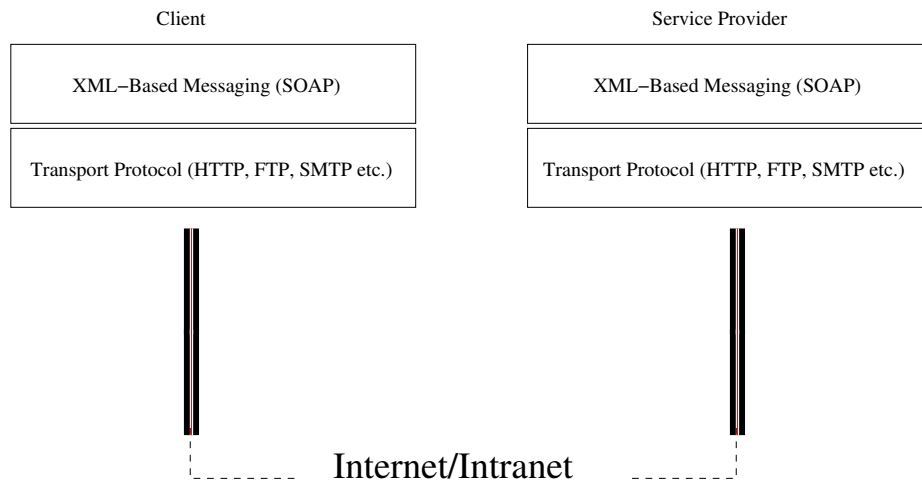 Client
Service Provider
XML−Based Messaging (SOAP)
XML−Based Messaging (SOAP)
Transport Protocol (HTTP, FTP, SMTP etc.)
Transport Protocol (HTTP, FTP, SMTP etc.)
Internet/Intranet